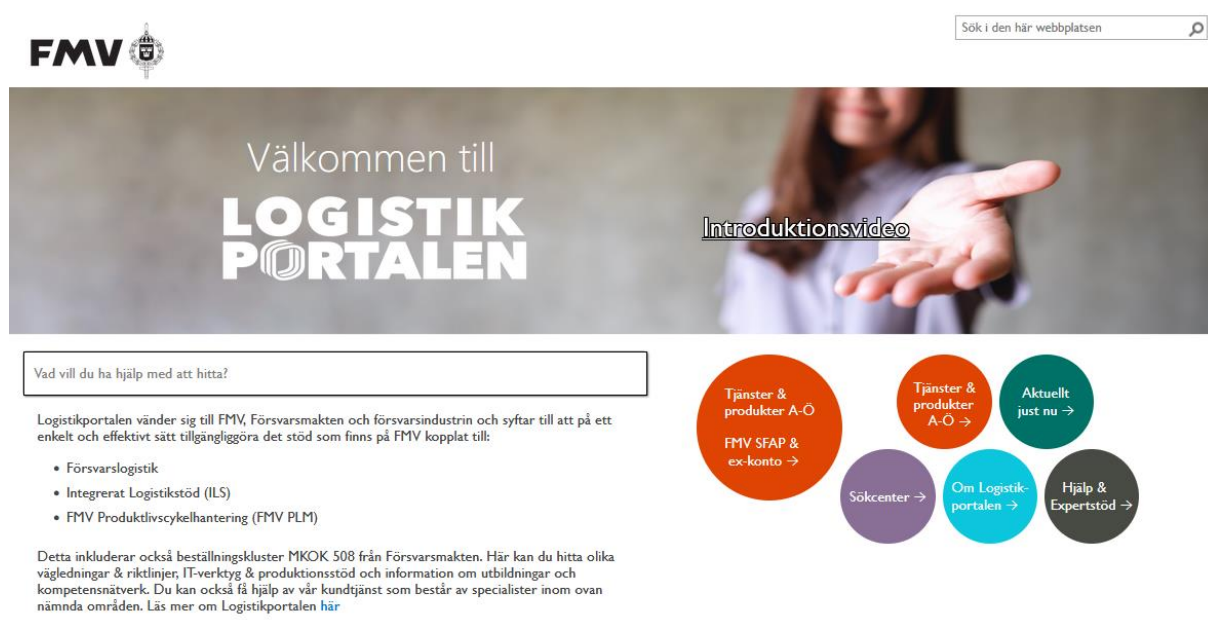 Sök i den här webbplatsen
FMV
Välkommen till
LOGISTIK
PORTALEN
Introduktionsvideo
Vad vill du ha hjälp med att hitta?
Logistikportalen vänder sig till FMV, Försvarsmakten och försvarsindustrin och syftar till att på ett
enkelt och effektivt sätt tillgängliggöra det stöd som finns på FMV kopplat till:
• Försvarslogistik
• Integrerat Logistikstöd (ILS)
• FMV Produktlivscykelhantering (FMV PLM)
Detta inkluderar också beställningskluster MKOK 508 från Försvarsmakten. Här kan du hitta olika
vägledningar & riktlinjer, IT-verktyg & produktionsstöd och information om utbildningar och
kompetensnätverk. Du kan också få hjälp av vår kundtjänst som består av specialister inom ovan
nämnda områden. Läs mer om Logistikportalen här
Tjänster &
produkter A-Ö
FMV SFAP &
ex-konto →
Tjänster &
produkter
A-Ö →
Aktuellt
just nu →
Sökcenter →
Om Logistik-
portalen →
Hjälp &
Expertstöd →